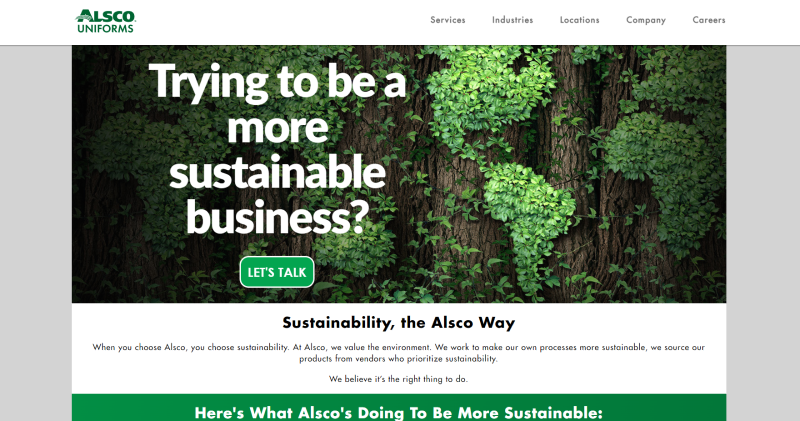 ALSCO
UNIFORMS
Services
Industries
Locations
Company
Careers
Trying to be a
more
sustainable
business?
LET'S TALK
Sustainability, the Alsco Way
When you choose Alsco, you choose sustainability. At Alsco, we value the environment. We work to make our own processes more sustainable, we source our
products from vendors who prioritize sustainability.
We believe it's the right thing to do.
Here's What Alsco's Doing To Be More Sustainable: